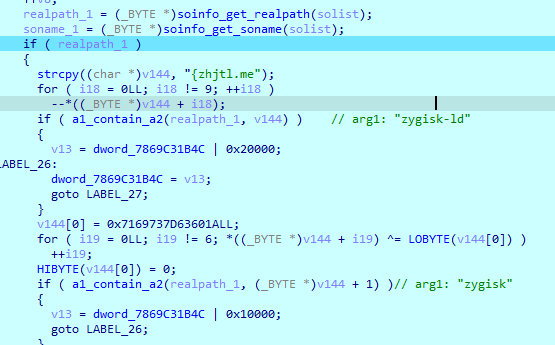 ++v8;
realpath_1 = (_BYTE *)soinfo_get_realpath(solist);
soname_1 = (_BYTE *)soinfo_get_soname(solist);
if ( realpath_1 )
{
strcpy((char *)v144, "{zhjtl.me");
for ( i18 = 0LL; i18 != 9; ++i18 )
--*((_BYTE *)v144 + i18);
if ( a1_contain_a2(realpath_1, v144) ) // arg1: "zygisk-ld"
{
v13 = dword_7869C31B4C | 0x20000;
LABEL_26:
dword_7869C31B4C = v13;
goto LABEL_27;
}
v144[0] = 0x7169737D63601ALL;
for ( i19 = 0LL; i19 != 6; *((_BYTE *)v144 + i19) ^= LOBYTE(v144[0]) )
++i19;
HIBYTE(v144[0]) = 0;
if ( a1_contain_a2(realpath_1, (_BYTE *)v144 + 1) )// arg1: "zygisk"
{
v13 = dword_7869C31B4C | 0x10000;
goto LABEL_26;
}